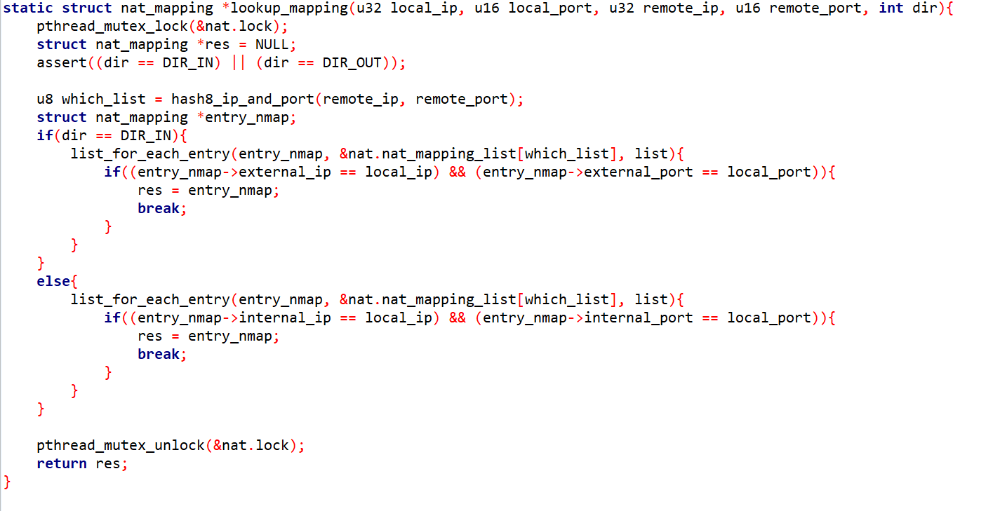 static struct nat_mapping *lookup_mapping(u32 local_ip, u16 local_port, u32 remote_ip, u16 remote_port, int dir){
    pthread_mutex_lock(&nat.lock);
    struct nat_mapping *res = NULL;
    assert((dir == DIR_IN) || (dir == DIR_OUT));

    u8 which_list = hash8_ip_and_port(remote_ip, remote_port);
    struct nat_mapping *entry_nmap;
    if(dir == DIR_IN){
        list_for_each_entry(entry_nmap, &nat.nat_mapping_list[which_list], list){
            if((entry_nmap->external_ip == local_ip) && (entry_nmap->external_port == local_port)){
                res = entry_nmap;
                break;
            }
        }
    }
    else{
        list_for_each_entry(entry_nmap, &nat.nat_mapping_list[which_list], list){
            if((entry_nmap->internal_ip == local_ip) && (entry_nmap->internal_port == local_port)){
                res = entry_nmap;
                break;
            }
        }
    }

    pthread_mutex_unlock(&nat.lock);
    return res;
}